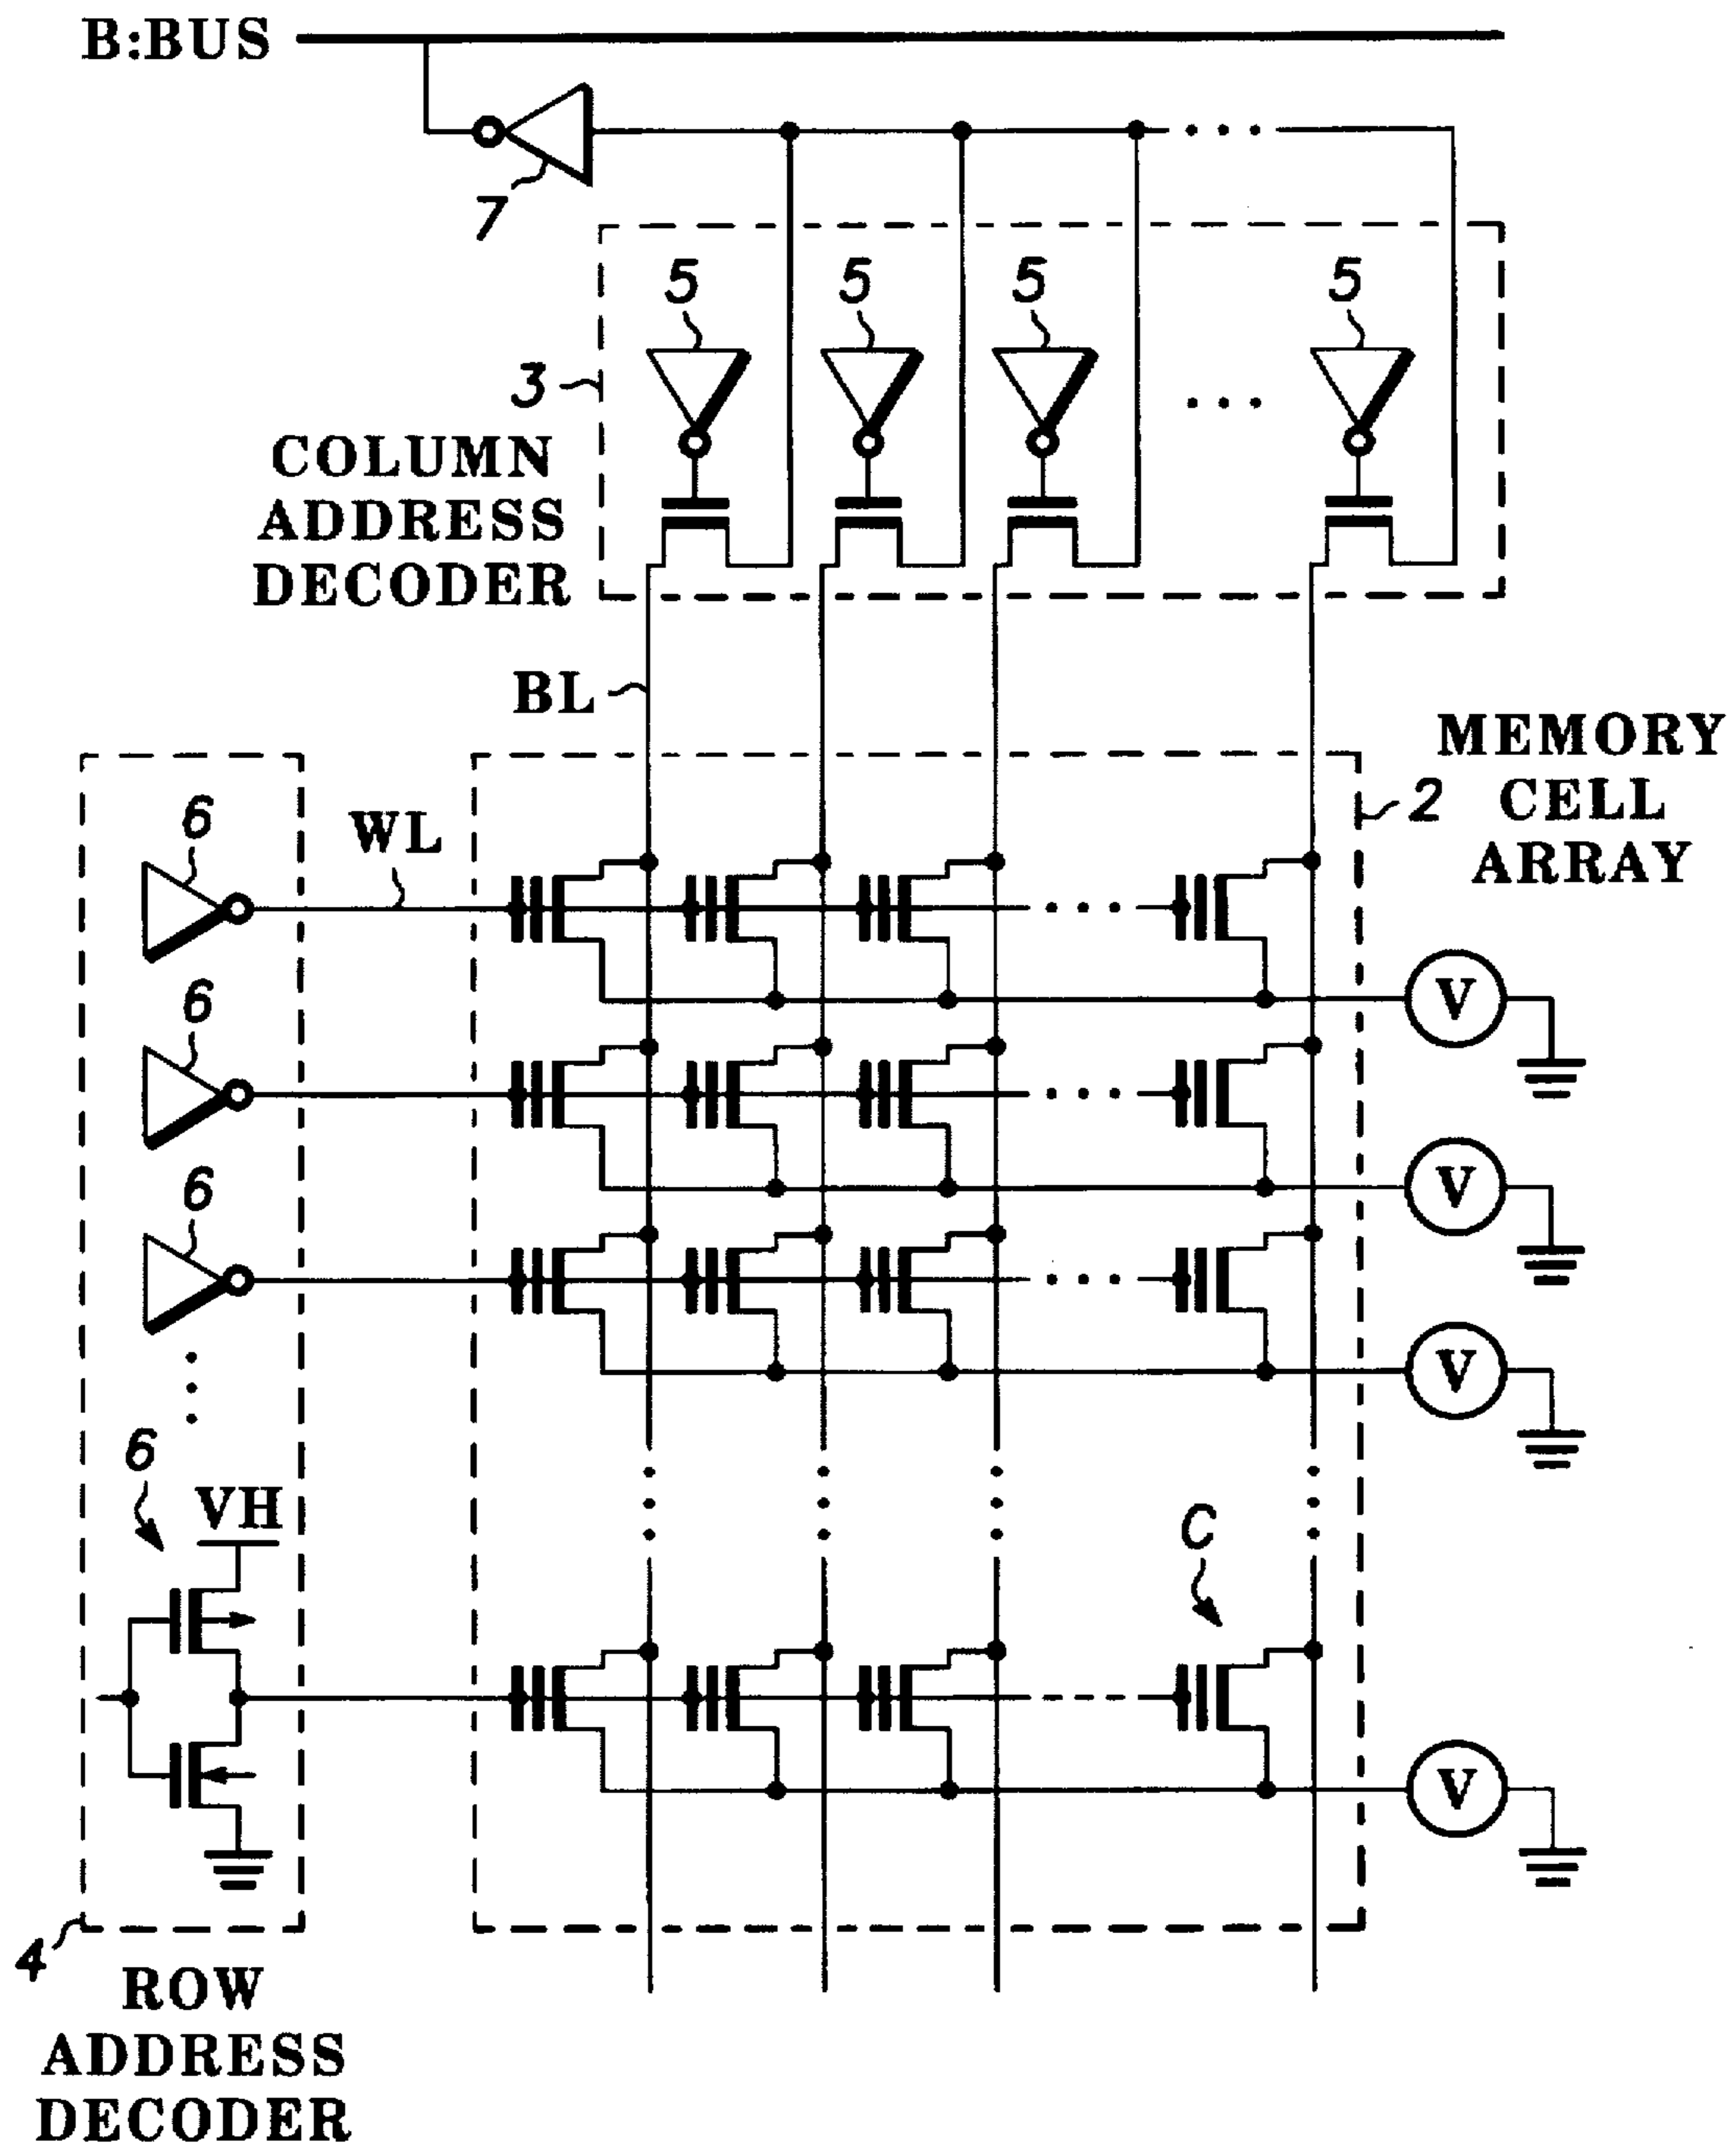 B:BUS
7
5 5 5 5
3
COLUMN
ADDRESS
DECODER
BL
MEMORY
CELL
ARRAY
2
6
WL
V
6
V
6
V
6
VH
C
V
4
ROW
ADDRESS
DECODER